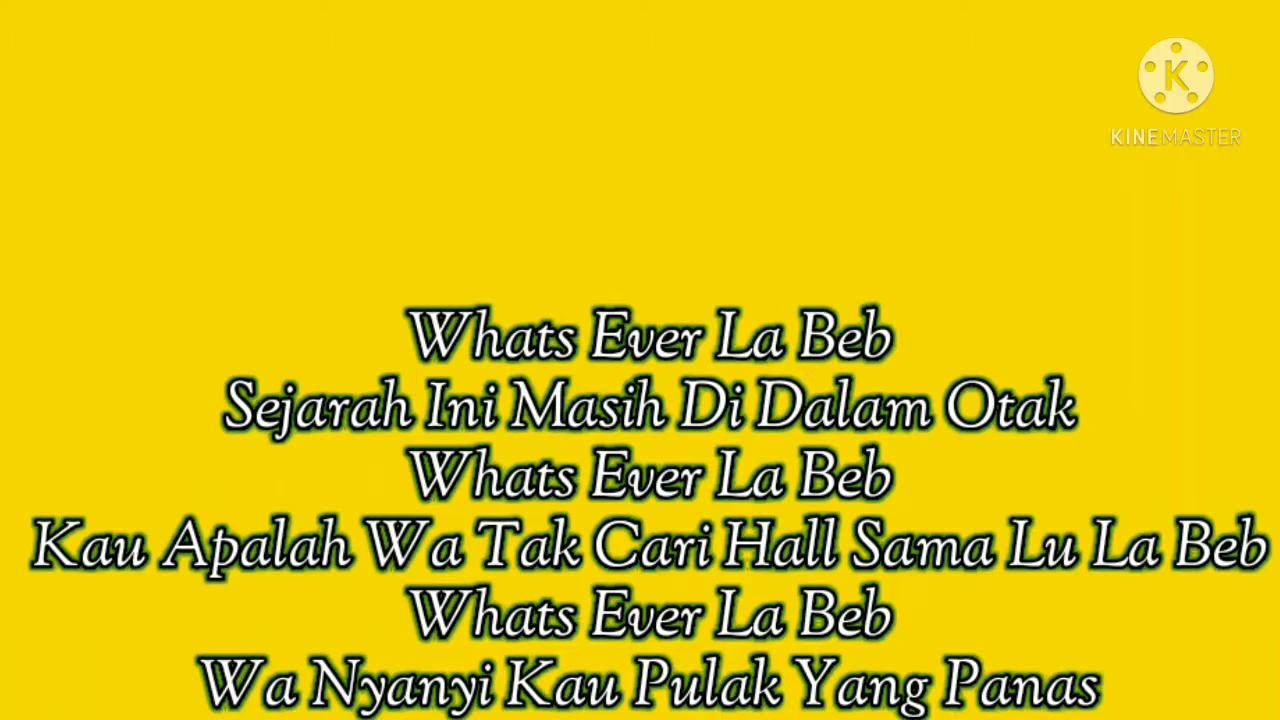 K
KINEMASTER
Whats Ever La Beb
Sejarah Ini Masih Di Dalam Otak
Whats Ever La Beb
Kau Apalah Wa Tak Cari Hall Sama Lu La Beb
Whats Ever La Beb
Wa Nyanyi Kau Pulak Yang Panas